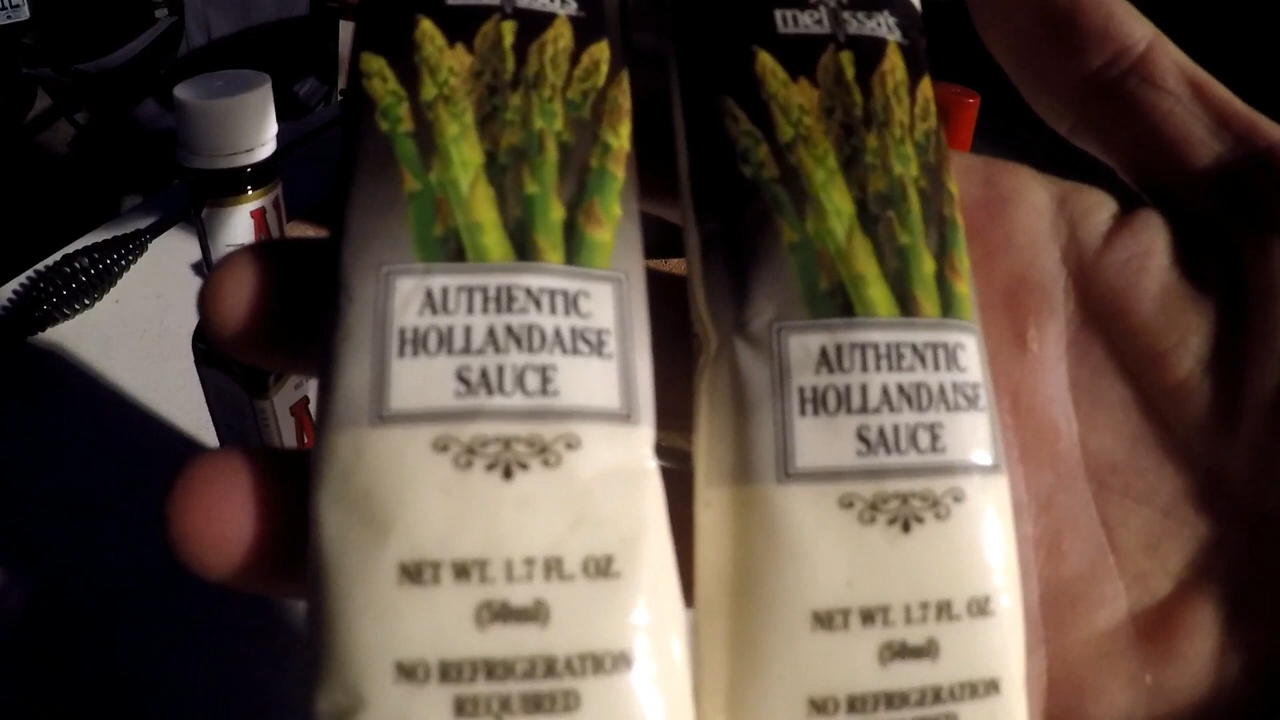 melissa's
AUTHENTIC
HOLLANDAISE
SAUCE
NET WT. 1.7 FL. OZ.
(50ml)
NO REFRIGERATION
REQUIRED
melissa's
AUTHENTIC
HOLLANDAISE
SAUCE
NET WT. 1.7 FL. OZ.
(50ml)
NO REFRIGERATION
REQUIRED